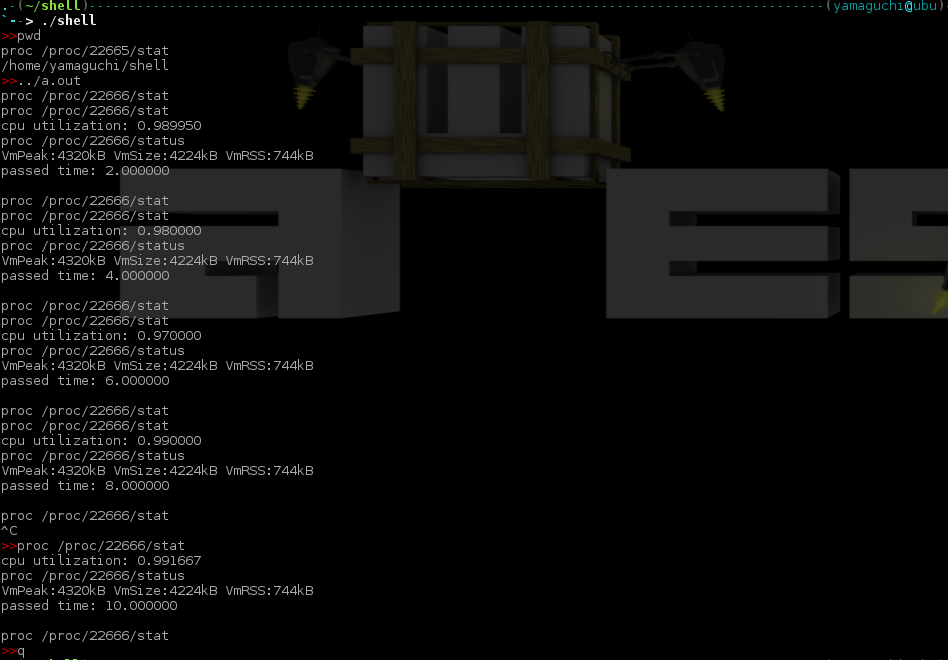 .-(~/shell)------------------------------------------------------------------------------------------(yamaguchi@ubu)-
`--> ./shell
>>pwd
proc /proc/22665/stat
/home/yamaguchi/shell
>>../a.out
proc /proc/22666/stat
proc /proc/22666/stat
cpu utilization: 0.989950
proc /proc/22666/status
VmPeak:4320kB VmSize:4224kB VmRSS:744kB
passed time: 2.000000

proc /proc/22666/stat
proc /proc/22666/stat
cpu utilization: 0.980000
proc /proc/22666/status
VmPeak:4320kB VmSize:4224kB VmRSS:744kB
passed time: 4.000000

proc /proc/22666/stat
proc /proc/22666/stat
cpu utilization: 0.970000
proc /proc/22666/status
VmPeak:4320kB VmSize:4224kB VmRSS:744kB
passed time: 6.000000

proc /proc/22666/stat
proc /proc/22666/stat
cpu utilization: 0.990000
proc /proc/22666/status
VmPeak:4320kB VmSize:4224kB VmRSS:744kB
passed time: 8.000000

proc /proc/22666/stat
^C
>>proc /proc/22666/stat
cpu utilization: 0.991667
proc /proc/22666/status
VmPeak:4320kB VmSize:4224kB VmRSS:744kB
passed time: 10.000000

proc /proc/22666/stat
>>q